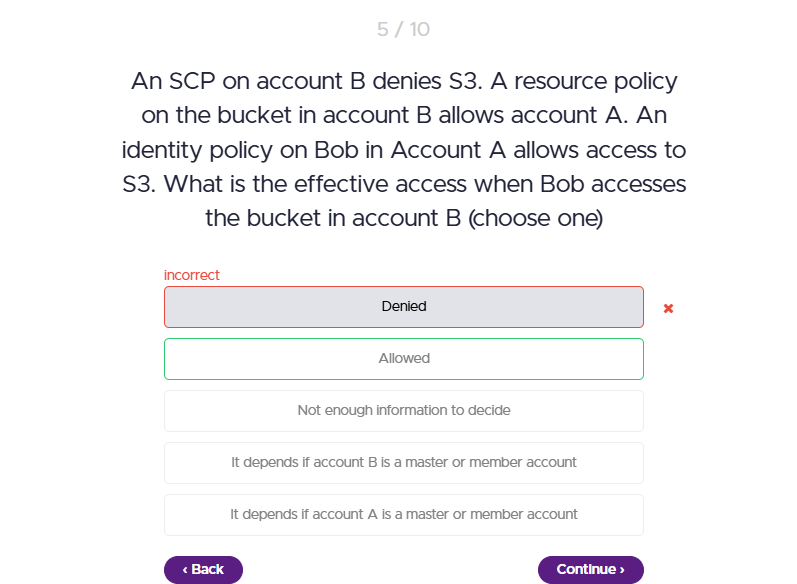 5 / 10
An SCP on account B denies S3. A resource policy
on the bucket in account B allows account A. An
identity policy on Bob in Account A allows access to
S3. What is the effective access when Bob accesses
the bucket in account B (choose one)
incorrect
Denied
Allowed
Not enough information to decide
It depends if account B is a master or member account
It depends if account A is a master or member account
‹ Back
Continue ›